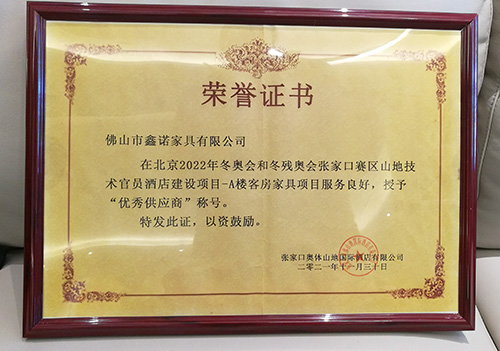 荣誉证书
佛山市鑫诺家具有限公司
在北京2022年冬奥会和冬残奥会张家口赛区山地技
术官员酒店建设项目-A楼客房家具项目服务良好，授予
“优秀供应商”称号。
特发此证，以资鼓励。
张家口奥体山地国际酒店有限公司
二零二一年十一月三十日